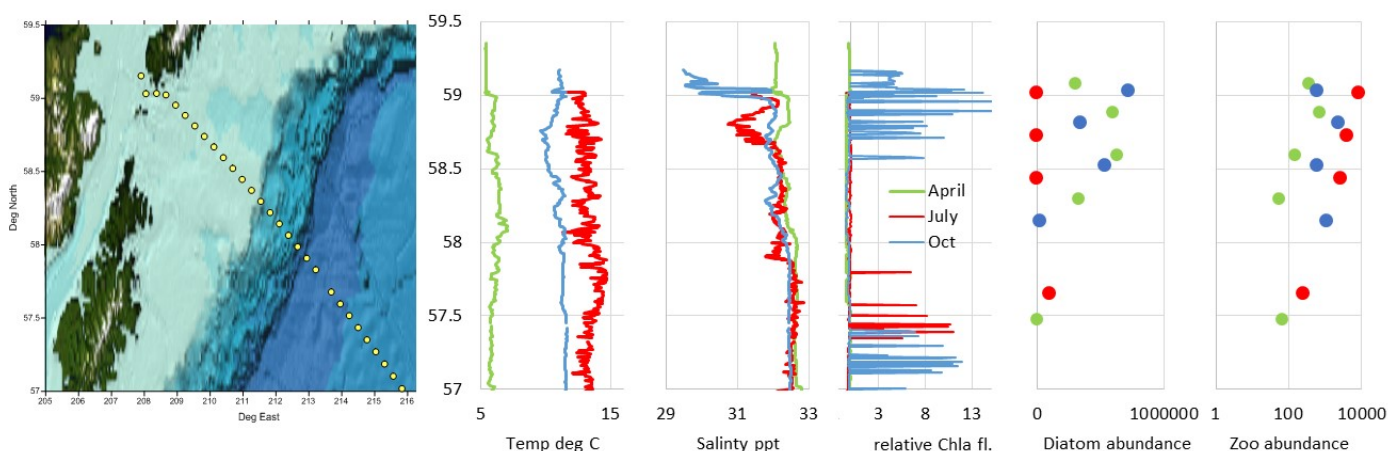 59.5
59
58.5
58
57.5
57
Deg North
205 206 207 208 209 210 211 212 213 214 215 216
Deg East
59.5
59
58.5
58
57.5
57
5 15
Temp deg C
29 31 33
Salinty ppt
April
July
Oct
3 8 13
relative Chla fl.
0 1000000
Diatom abundance
1 100 10000
Zoo abundance